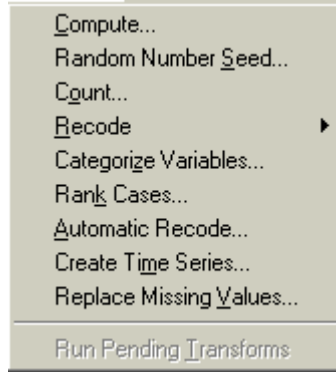 Compute...
Random Number Seed...
Count...
Recode
Categorize Variables...
Rank Cases...
Automatic Recode...
Create Time Series...
Replace Missing Values...
Run Pending Transforms